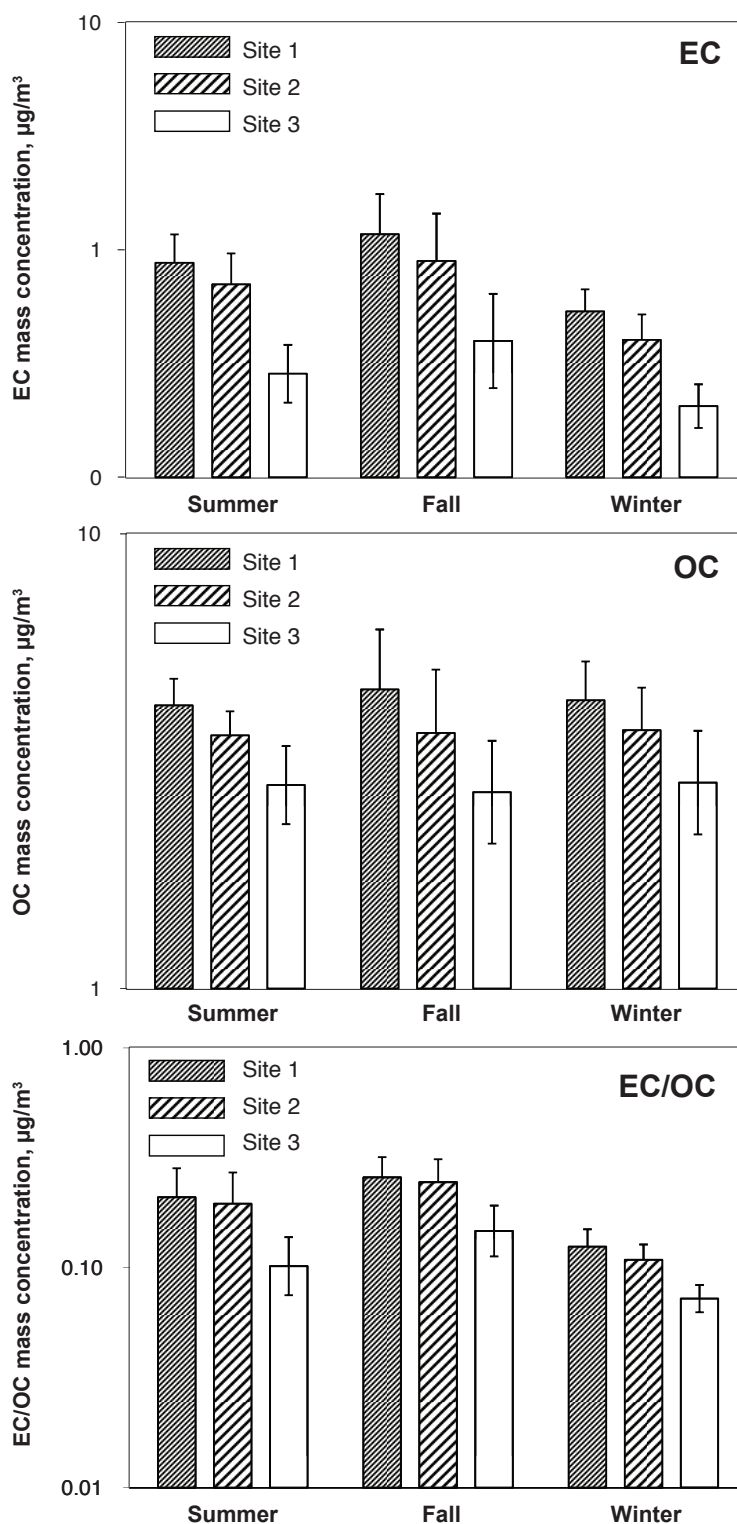 10
EC
Site 1
Site 2
Site 3
1
0
EC mass concentration, µg/m³
Summer Fall Winter
10
OC
Site 1
Site 2
Site 3
1
OC mass concentration, µg/m³
Summer Fall Winter
1.00
EC/OC
Site 1
Site 2
Site 3
0.10
0.01
EC/OC mass concentration, µg/m³
Summer Fall Winter